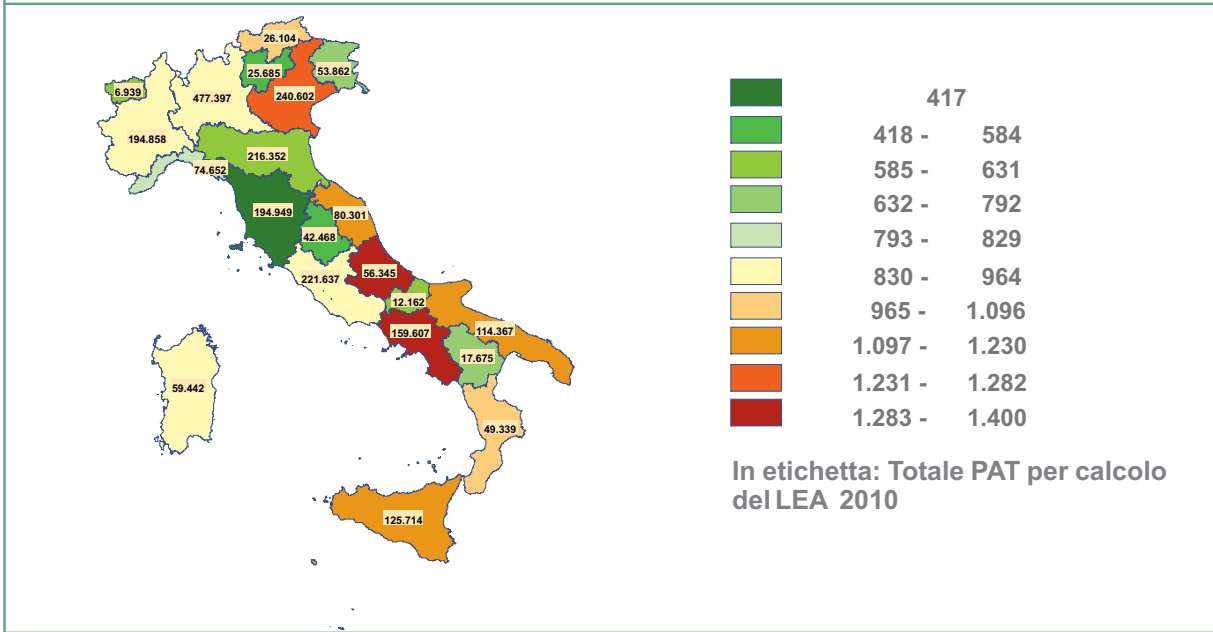 26.104
25.685
53.862
6.939
477.397
240.602
194.858
216.352
74.652
194.949
80.301
42.468
221.637
56.345
12.162
159.607
114.367
17.675
59.442
49.339
125.714
417
418 - 584
585 - 631
632 - 792
793 - 829
830 - 964
965 - 1.096
1.097 - 1.230
1.231 - 1.282
1.283 - 1.400
In etichetta: Totale PAT per calcolo
del LEA 2010